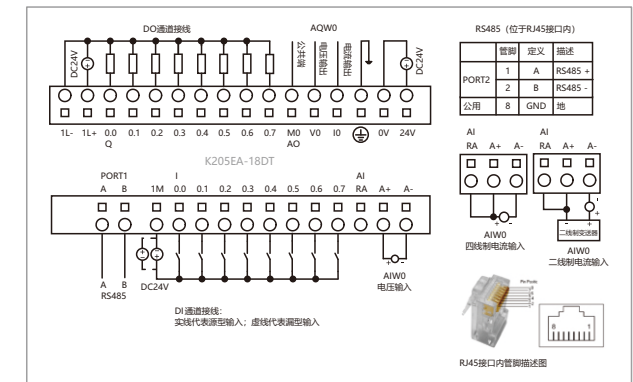 DO通道接线
AQW0
DC24V
公共端
电压输出
电流输出
DC24V
1L- 1L+ 0.0 0.1 0.2 0.3 0.4 0.5 0.6 0.7 M0 V0 I0 0V 24V
Q AO
K205EA-18DT
PORT1 I AI
A B 1M 0.0 0.1 0.2 0.3 0.4 0.5 0.6 0.7 RA A+ A-
A B
RS485
DC24V
+ -
AIW0
电压输入
DI通道接线:
实线代表源型输入；虚线代表漏型输入
RS485（位于RJ45接口内）
管脚 定义 描述
PORT2 1 A RS485 +
2 B RS485 -
公用 8 GND 地
AI
RA A+ A-
+ -
AIW0
四线制电流输入
AI
RA A+ A-
-
+
- +
二线制变送器
AIW0
二线制电流输入
8 1
RJ45接口内管脚描述图